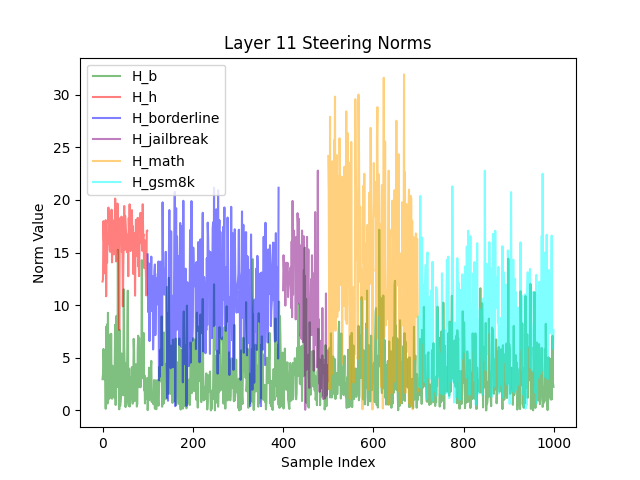 Layer 11 Steering Norms
H_b
H_h
H_borderline
H_jailbreak
H_math
H_gsm8k
Norm Value
30
25
20
15
10
5
0
0
200
400
600
800
1000
Sample Index